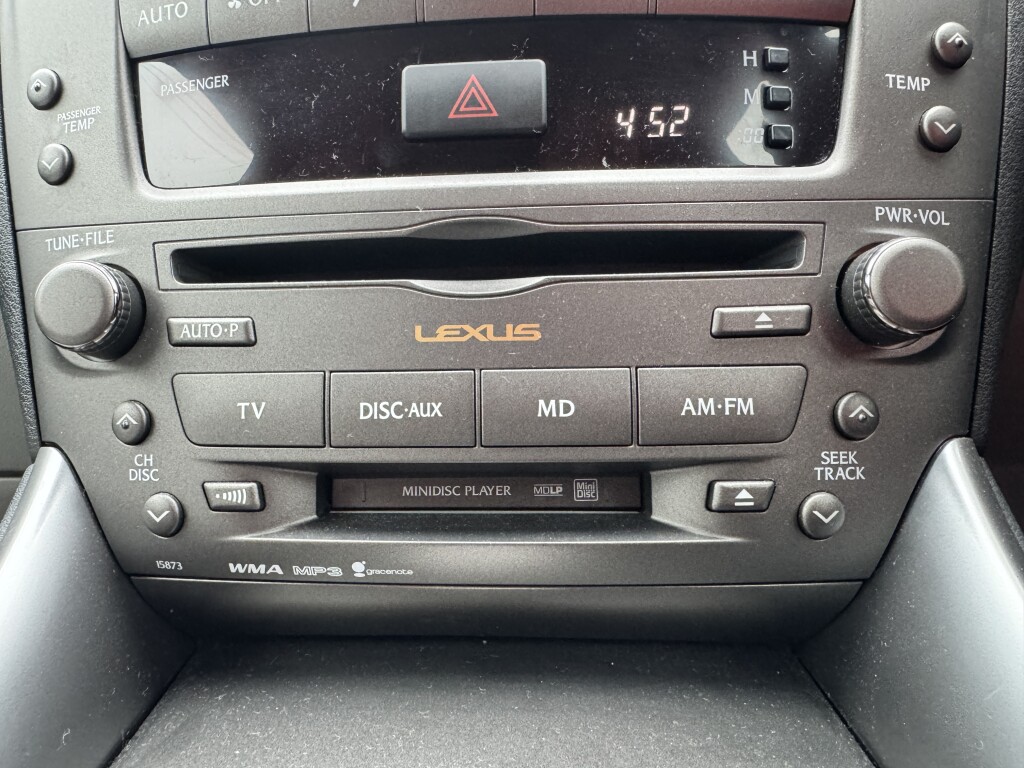 AUTO
PASSENGER
H
PASSENGER
TEMP
M
4 52
:00
TEMP
TUNE·FILE
PWR·VOL
AUTO·P
LEXUS
TV
DISC·AUX
MD
AM·FM
CH
DISC
SEEK
TRACK
MINIDISC PLAYER
MDLP
Mini
Disc
15873
WMA
MP3
gracenote